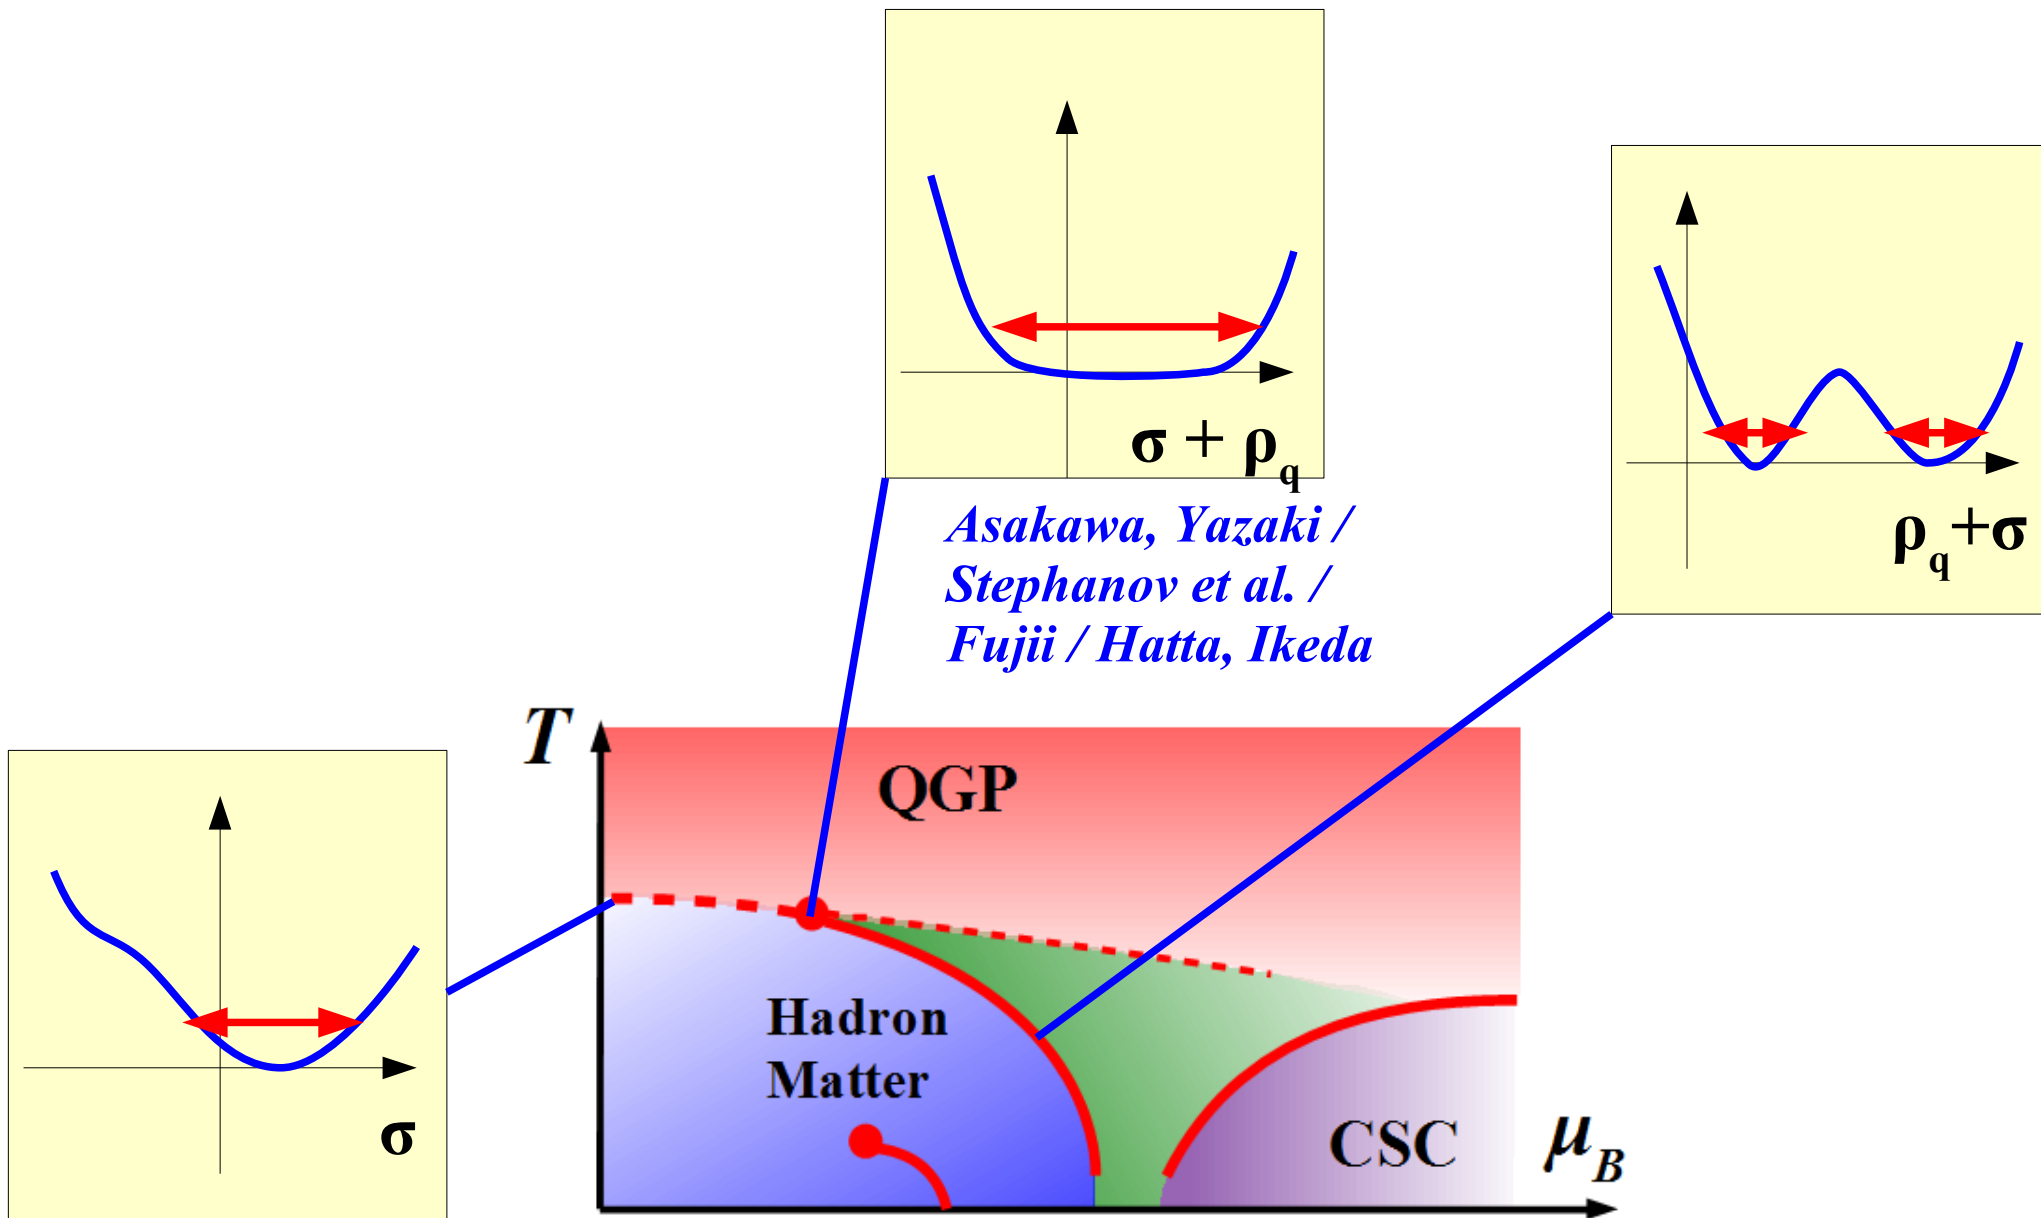 σ + ρq
ρq+σ
Asakawa, Yazaki /
Stephanov et al. /
Fujii / Hatta, Ikeda
T
QGP
Hadron
Matter
σ
CSC
μB